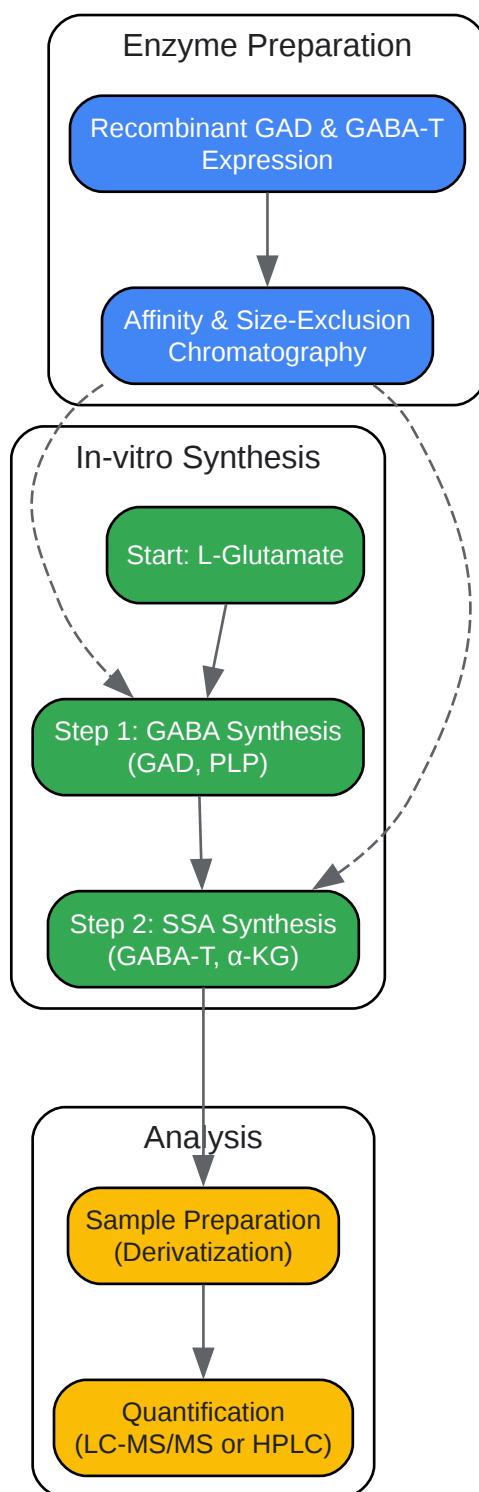 Enzyme Preparation
Recombinant GAD & GABA-T
Expression
Affinity & Size-Exclusion
Chromatography
In-vitro Synthesis
Start: L-Glutamate
Step 1: GABA Synthesis
(GAD, PLP)
Step 2: SSA Synthesis
(GABA-T, α-KG)
Analysis
Sample Preparation
(Derivatization)
Quantification
(LC-MS/MS or HPLC)